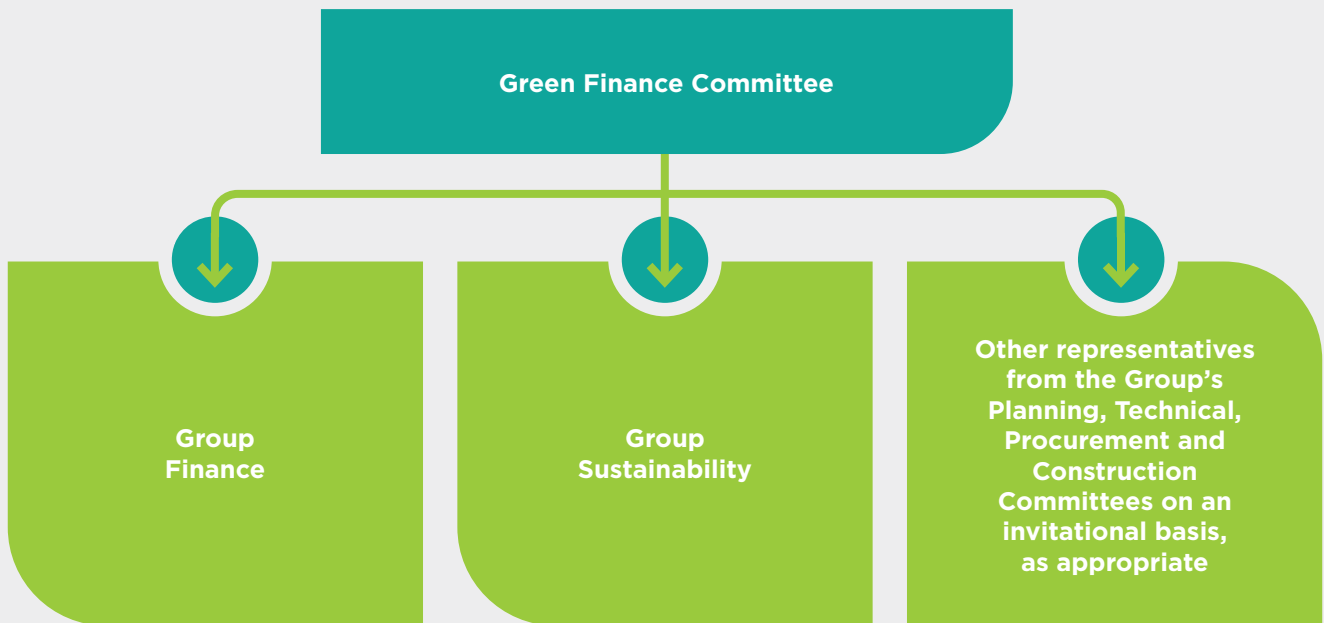 Green Finance Committee
Group
Finance
Group
Sustainability
Other representatives
from the Group’s
Planning, Technical,
Procurement and
Construction
Committees on an
invitational basis,
as appropriate